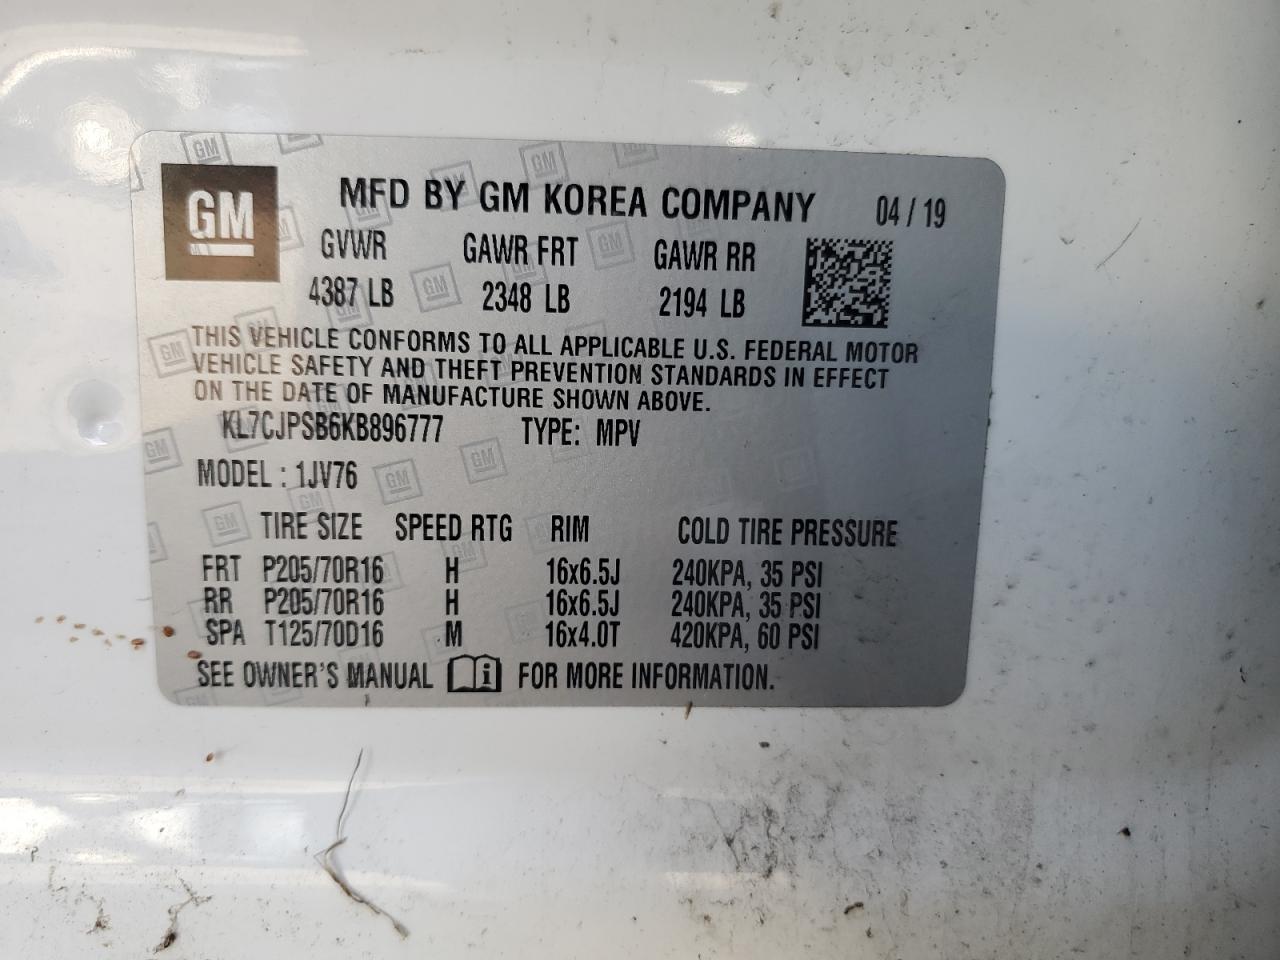 GM
MFD BY GM KOREA COMPANY 04 / 19
GVWR GAWR FRT GAWR RR
4387 LB 2348 LB 2194 LB
THIS VEHICLE CONFORMS TO ALL APPLICABLE U.S. FEDERAL MOTOR
VEHICLE SAFETY AND THEFT PREVENTION STANDARDS IN EFFECT
ON THE DATE OF MANUFACTURE SHOWN ABOVE.
KL7CJPSB6KB896777 TYPE: MPV
MODEL : 1JV76
TIRE SIZE SPEED RTG RIM COLD TIRE PRESSURE
FRT P205/70R16 H 16x6.5J 240KPA, 35 PSI
RR P205/70R16 H 16x6.5J 240KPA, 35 PSI
SPA T125/70D16 M 16x4.0T 420KPA, 60 PSI
SEE OWNER'S MANUAL i FOR MORE INFORMATION.